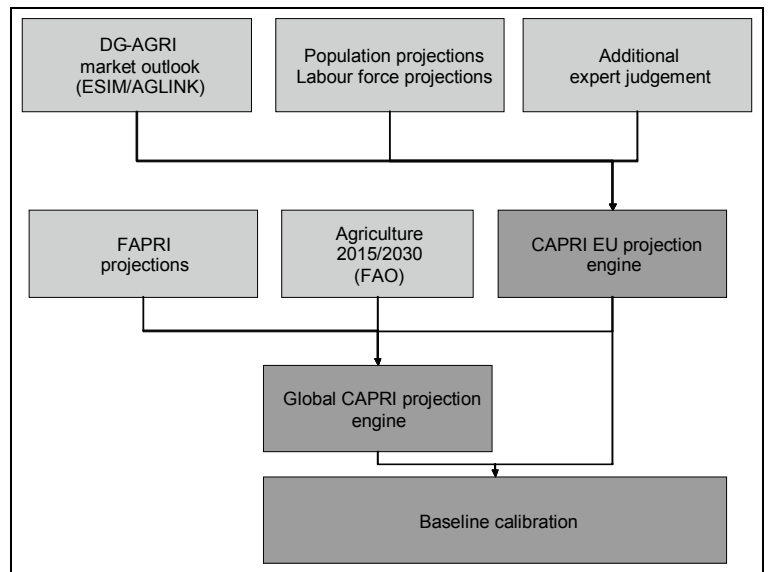 DG-AGRI
market outlook
(ESIM/AGLINK)
Population projections
Labour force projections
Additional
expert judgement
FAPRI
projections
Agriculture
2015/2030
(FAO)
CAPRI EU projection
engine
Global CAPRI projection
engine
Baseline calibration